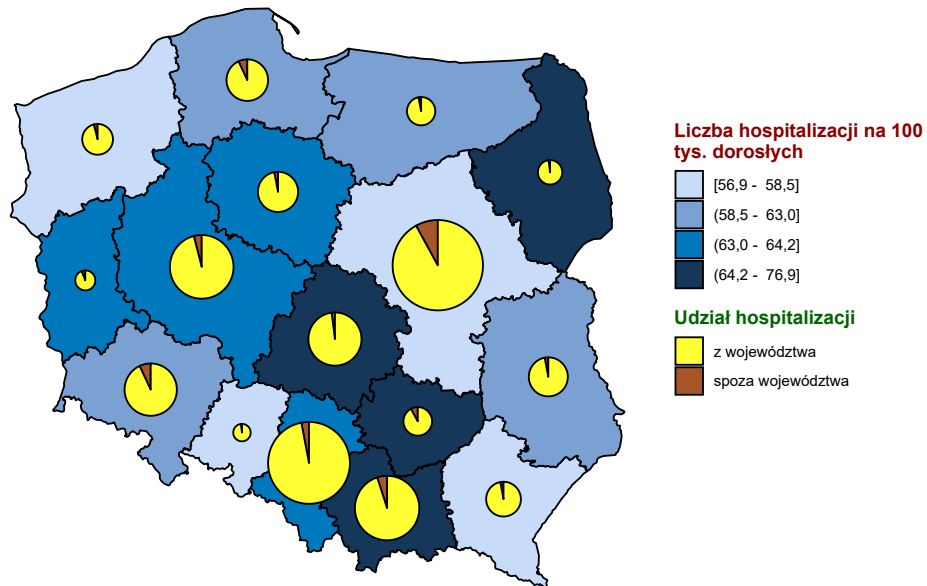 Liczba hospitalizacji na 100
tys. dorosłych
[56,9 - 58,5]
(58,5 - 63,0]
(63,0 - 64,2]
(64,2 - 76,9]
Udział hospitalizacji
z województwa
spoza województwa